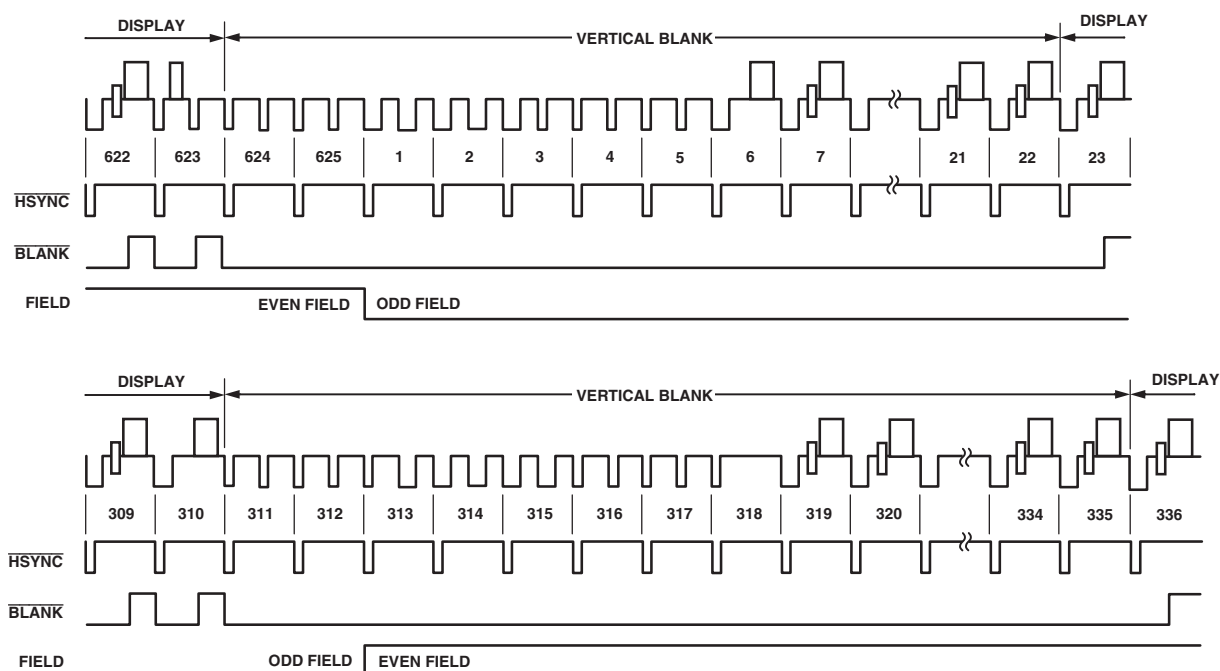 DISPLAY VERTICAL BLANK DISPLAY
622 623 624 625 1 2 3 4 5 6 7 21 22 23
HSYNC
BLANK
FIELD EVEN FIELD ODD FIELD
DISPLAY VERTICAL BLANK DISPLAY
309 310 311 312 313 314 315 316 317 318 319 320 334 335 336
HSYNC
BLANK
FIELD ODD FIELD EVEN FIELD